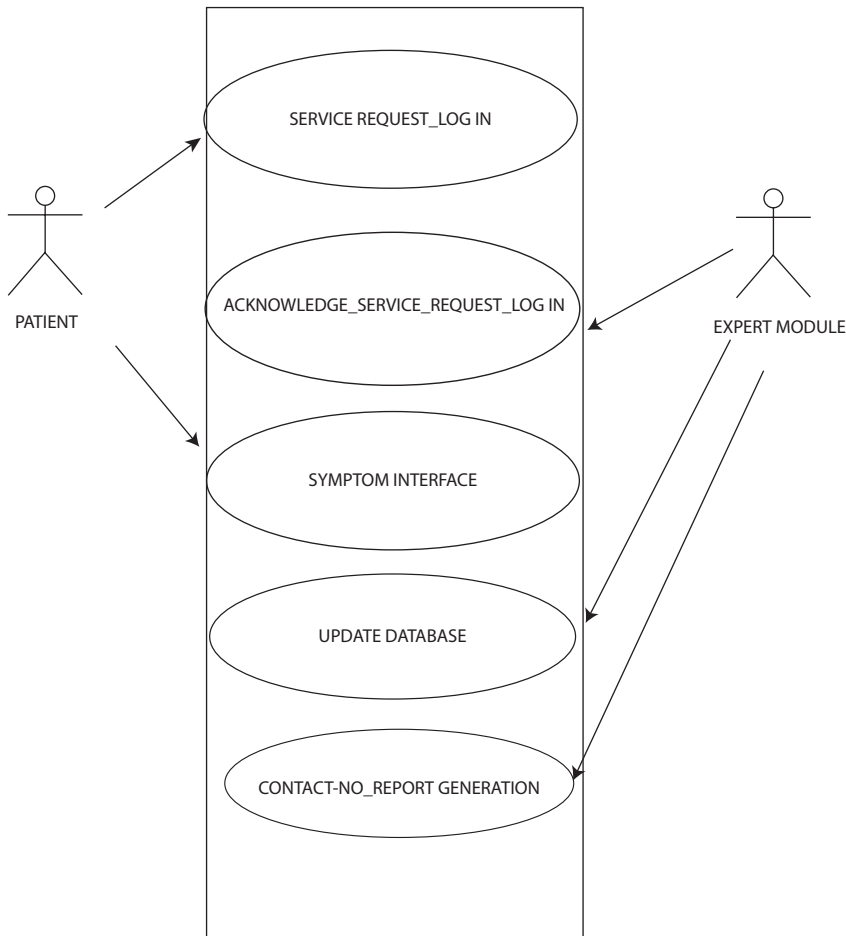 SERVICE REQUEST_LOG IN
ACKNOWLEDGE_SERVICE_REQUEST_LOG IN
PATIENT
EXPERT MODULE
SYMPTOM INTERFACE
UPDATE DATABASE
CONTACT-NO_REPORT GENERATION